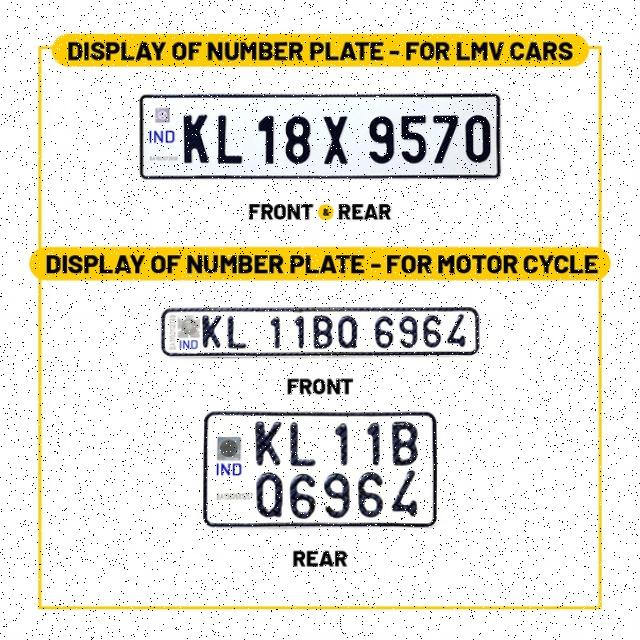 DISPLAY OF NUMBER PLATE - FOR LMV CARS
IND
KL 18 X 9570
FRONT & REAR
DISPLAY OF NUMBER PLATE - FOR MOTOR CYCLE
IND
KL 11BQ 6964
FRONT
KL 11B
IND
Q6964
REAR